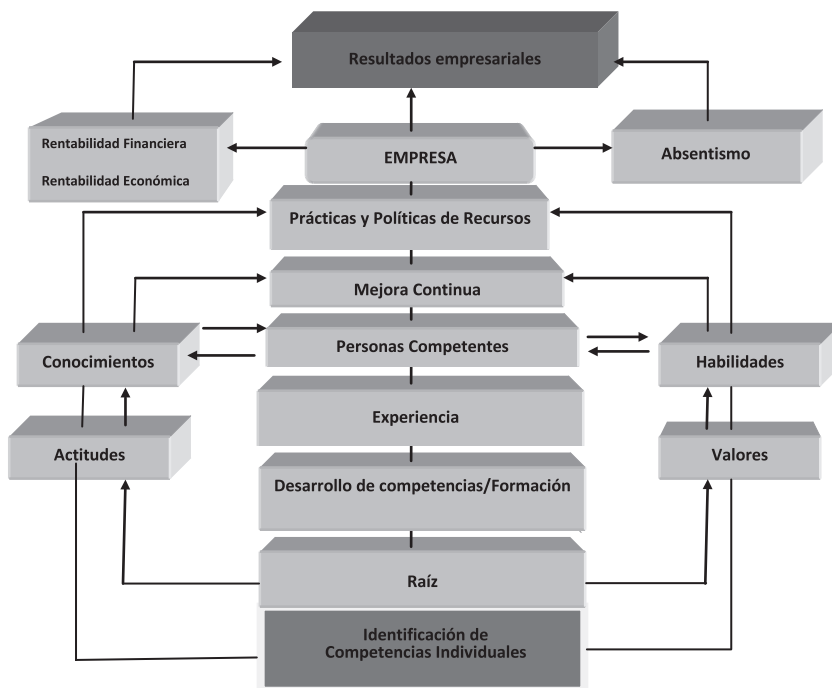 Resultados empresariales
Rentabilidad Financiera
Rentabilidad Económica
EMPRESA
Absentismo
Prácticas y Políticas de Recursos
Mejora Continua
Conocimientos
Personas Competentes
Habilidades
Experiencia
Actitudes
Valores
Desarrollo de competencias/Formación
Raíz
Identificación de
Competencias Individuales